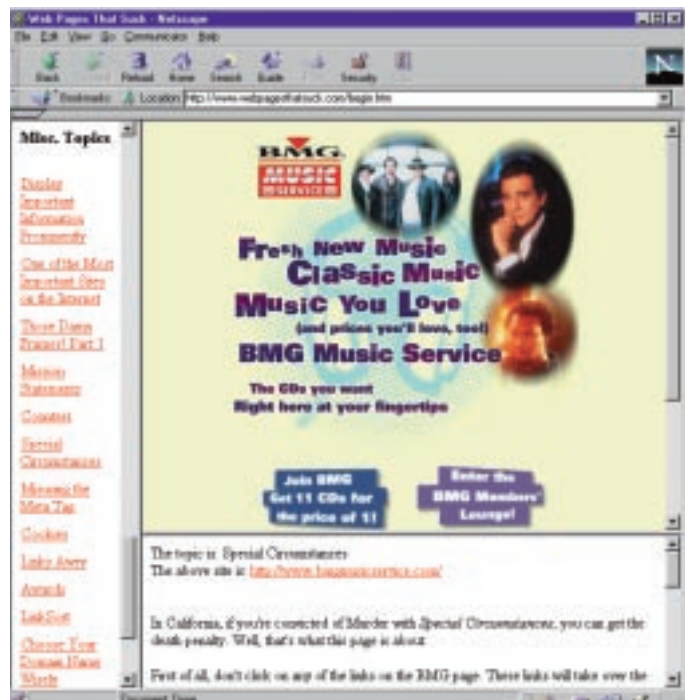 Web Pages That Suck - Netscape
File Edit View Go Communicator Help
Back Reload Home Search Guide Security
Bookmarks Location: http://www.webpagesthatsuck.com/begin.htm
Misc. Topics
Display
Important
Information
Prominently
One of the Most
Important Sites
on the Internet
Those Damn
Frames! Part 1
Mission
Statements
Counters
Special
Circumstances
Misusing the
Meta Tag
Cookies
Links Away
Awards
LinkSort
Choose Your
Domain Name
BMG
MUSIC
SERVICE
Fresh New Music
Classic Music
Music You Love
(and prices you'll love, too!)
BMG Music Service
The CDs you want
Right here at your fingertips
Join BMG
Get 11 CDs for
the price of 1!
Enter the
BMG Members'
Lounge!
The topic is: Special Circumstances
The above site is: http://www.bmgmusicservice.com/
In California, if you're convicted of Murder with Special Circumstances, you can get the
death penalty. Well, that's what this page is about.
First of all, don't click on any of the links on the BMG page. These links will take over the
Document: Done